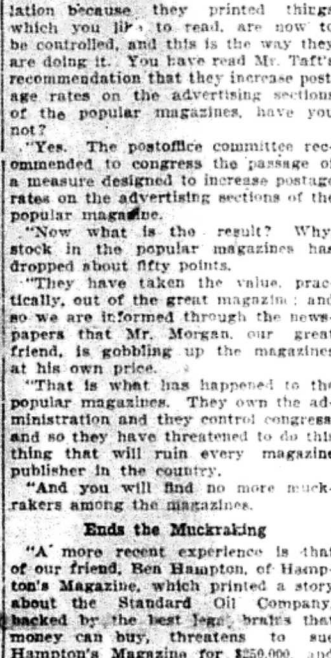 lation because they printed things
which you like to read, are now to
be controlled, and this is the way they
are doing it. You have read Mr. Taft's
recommendation that they increase post
age rates on the advertising sections
of the popular magazines, have you
not?
"Yes. The postoffice committee rec-
ommended to congress the passage of
a measure designed to increase postage
rates on the advertising sections of the
popular magazine.
"Now what is the result? Why
stock in the popular magazines has
dropped about fifty points.
"They have taken the value, prac-
tically, out of the great magazine; and
so we are informed through the news-
papers that Mr. Morgan, our great
friend, is gobbling up the magazines
at his own price.
"That is what has happened to the
popular magazines. They own the ad-
ministration and they control congress
and so they have threatened to do this
thing that will ruin every magazine
publisher in the country.
"And you will find no more muck-
rakers among the magazines.
Ends the Muckraking
"A more recent experience is that
of our friend, Ben Hampton, of Hamp-
ton's Magazine, which printed a story
about the Standard Oil Company
backed by the best legal brains that
money can buy, threatens to sue
Hampton's Magazine for $250,000, and